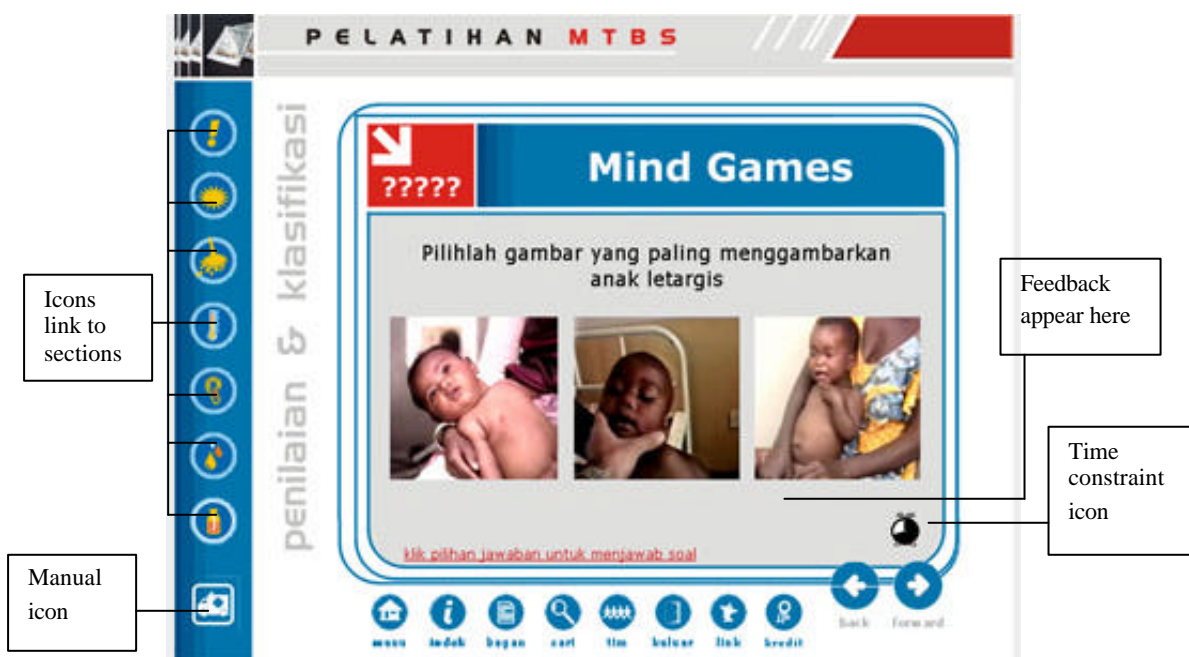 PELATIHAN MTBS
penilaian & klasifikasi
?????
Mind Games
Pilihlah gambar yang paling menggambarkan
anak letargis
klik pilihan jawaban untuk menjawab soal
menu
indek
bagan
cari
tim
keluar
link
kredit
back
forward
Icons
link to
sections
Manual
icon
Feedback
appear here
Time
constraint
icon